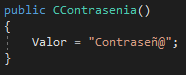 public CContrasenia()
{
    Valor = "Contraseñ@";
}